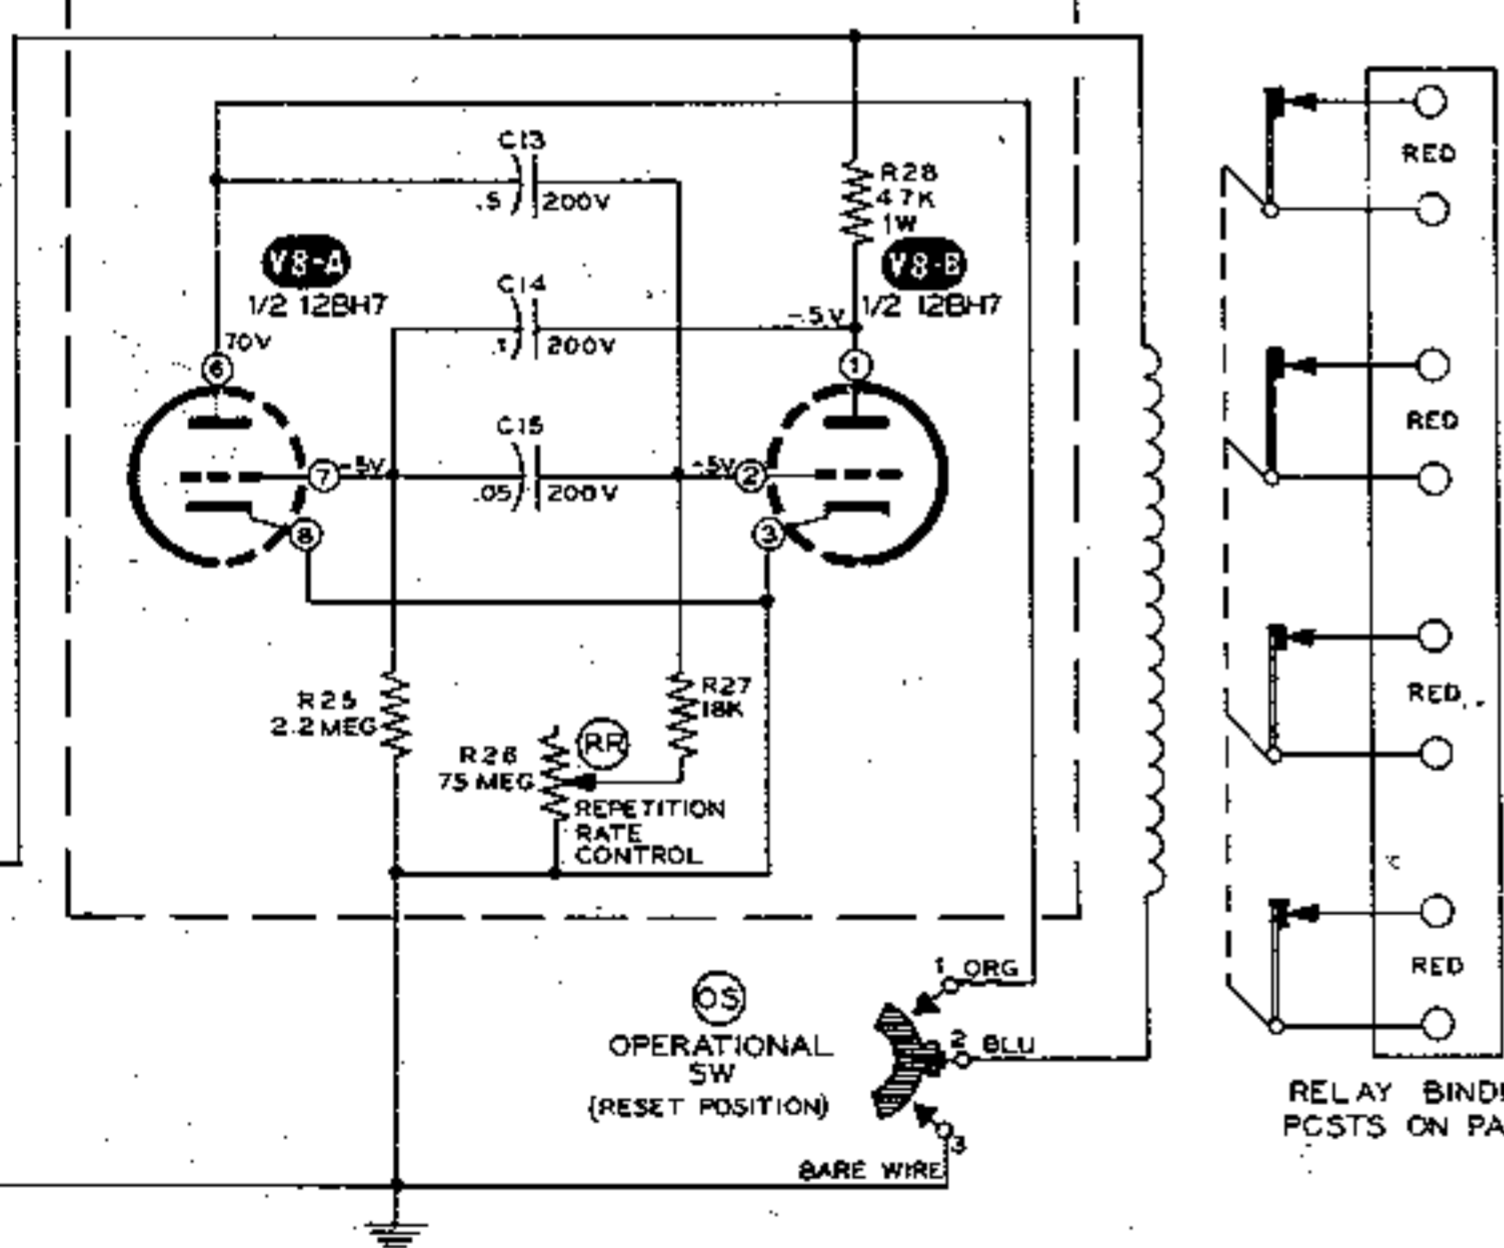 C13
.5
200V
R28
47K
1W
V8-A
1/2 12BH7
V8-B
1/2 12BH7
C14
.1
200V
-.5V
70V
6
1
C15
.05
200V
7
-.5V
-.5V
2
8
3
R25
2.2 MEG
R26
75 MEG
RR
REPETITION
RATE
CONTROL
R27
18K
OS
OPERATIONAL
SW
(RESET POSITION)
1
ORG
2
BLU
3
BARE WIRE
RED
RED
RED
RED
RELAY
POSTS ON